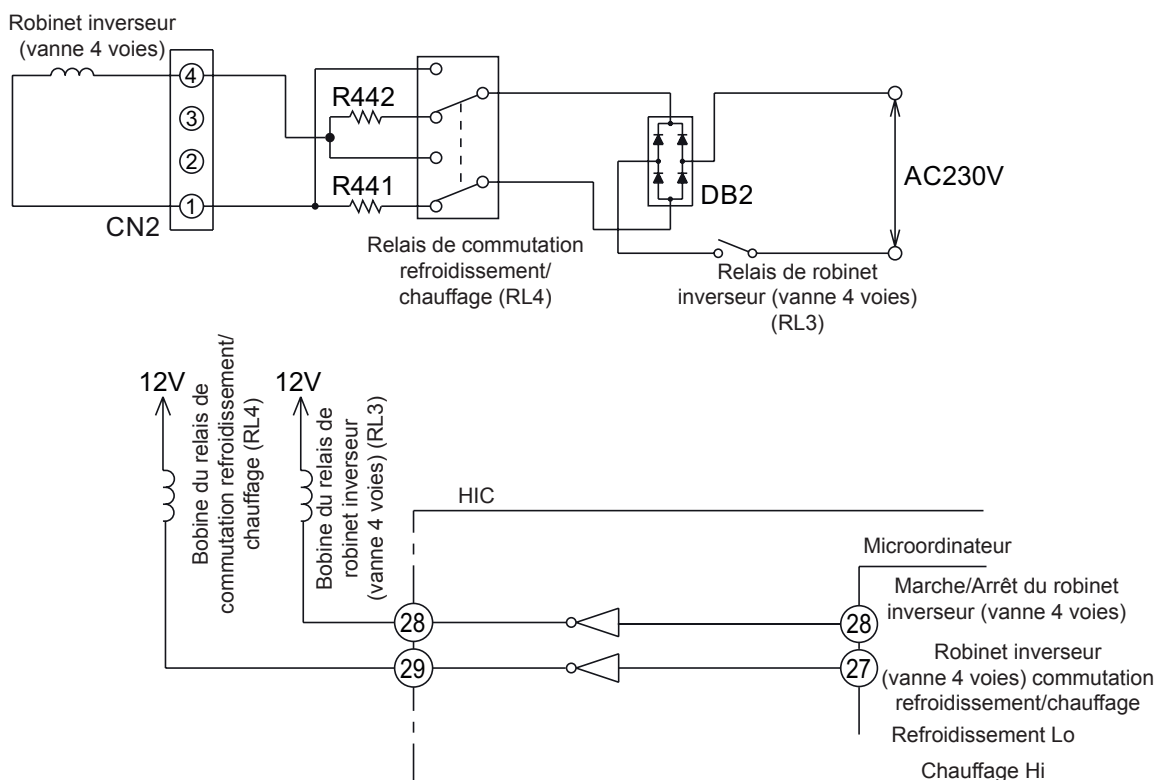 Robinet inverseur
(vanne 4 voies)
4
3
2
1
CN2
R442
R441
DB2
AC230V
Relais de commutation
refroidissement/
chauffage (RL4)
Relais de robinet
inverseur (vanne 4 voies)
(RL3)
12V
Bobine du relais de
commutation refroidissement/
chauffage (RL4)
12V
Bobine du relais de
robinet inverseur
(vanne 4 voies) (RL3)
HIC
Microordinateur
Marche/Arrêt du robinet
inverseur (vanne 4 voies)
28
28
29
27
Robinet inverseur
(vanne 4 voies) commutation
refroidissement/chauffage
Refroidissement Lo
Chauffage Hi